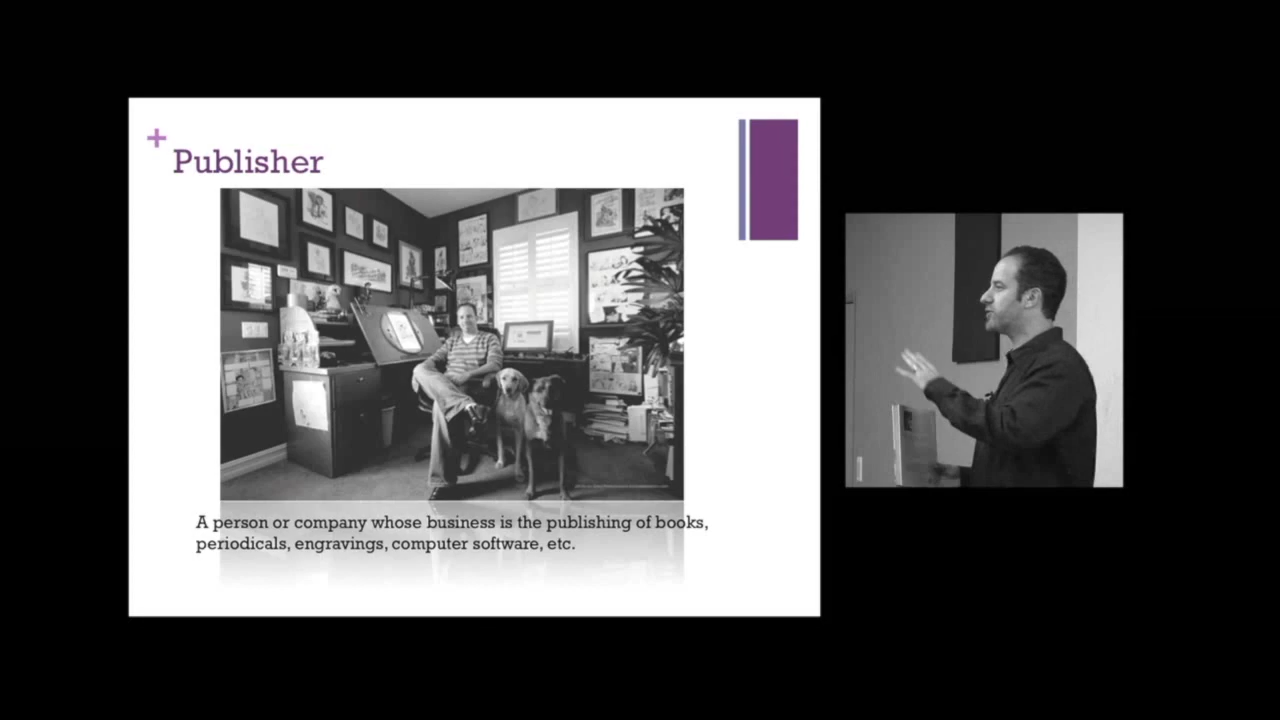 Publisher
A person or company whose business is the publishing of books,
periodicals, engravings, computer software, etc.